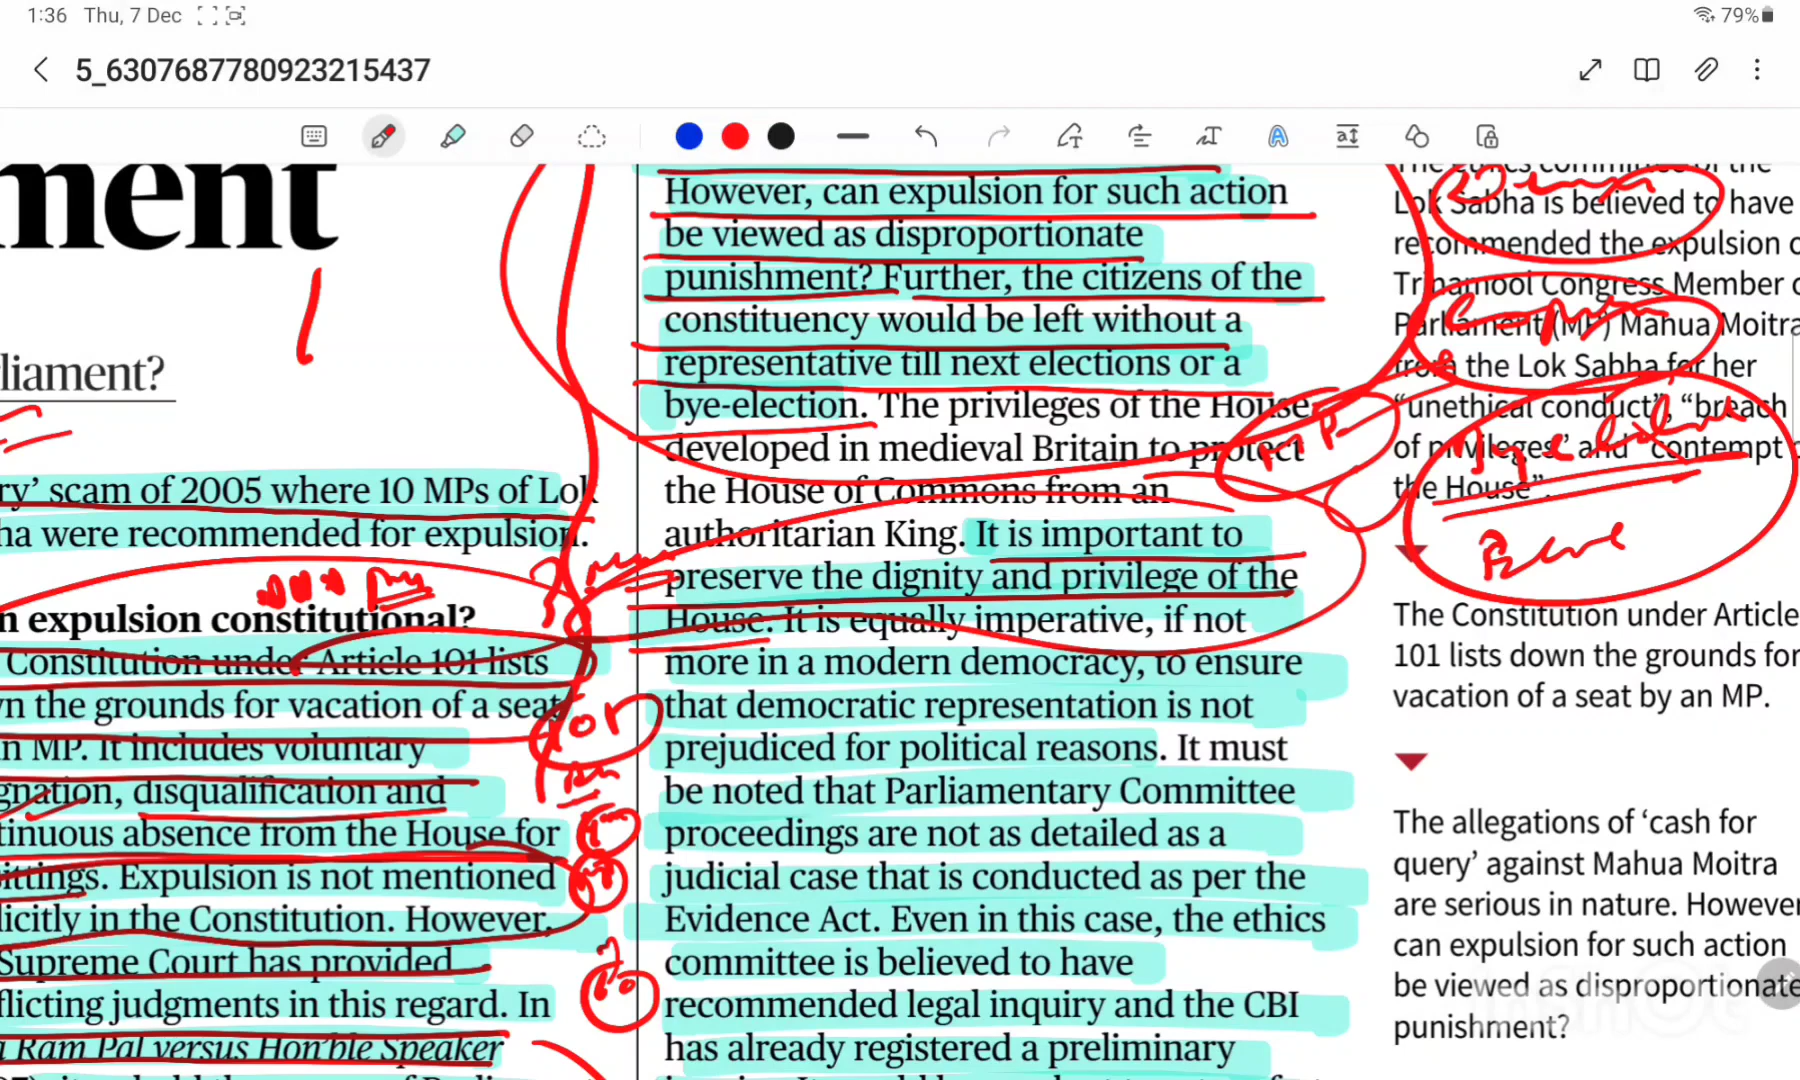 1:36 Thu, 7 Dec
79%
5_6307687780923215437
ment
liament?
ry' scam of 2005 where 10 MPs of Lok
ha were recommended for expulsion.
n expulsion constitutional?
Constitution under Article 101 lists
n the grounds for vacation of a seat
n MP. It includes voluntary
gnation, disqualification and
tinuous absence from the House for
ittings. Expulsion is not mentioned
licitly in the Constitution. However,
Supreme Court has provided
flicting judgments in this regard. In
a Ram Pal versus Hon'ble Speaker
However, can expulsion for such action
be viewed as disproportionate
punishment? Further, the citizens of the
constituency would be left without a
representative till next elections or a
bye-election. The privileges of the House
developed in medieval Britain to protect
the House of Commons from an
authoritarian King. It is important to
preserve the dignity and privilege of the
House. It is equally imperative, if not
more in a modern democracy, to ensure
that democratic representation is not
prejudiced for political reasons. It must
be noted that Parliamentary Committee
proceedings are not as detailed as a
judicial case that is conducted as per the
Evidence Act. Even in this case, the ethics
committee is believed to have
recommended legal inquiry and the CBI
has already registered a preliminary
The ethics committee of the
Lok Sabha is believed to have
recommended the expulsion o
Trinamool Congress Member o
Parliament (MP) Mahua Moitra
from the Lok Sabha for her
"unethical conduct", "breach
of privileges" and "contempt
the House".
The Constitution under Article
101 lists down the grounds for
vacation of a seat by an MP.
The allegations of 'cash for
query' against Mahua Moitra
are serious in nature. However
can expulsion for such action
be viewed as disproportionate
punishment?